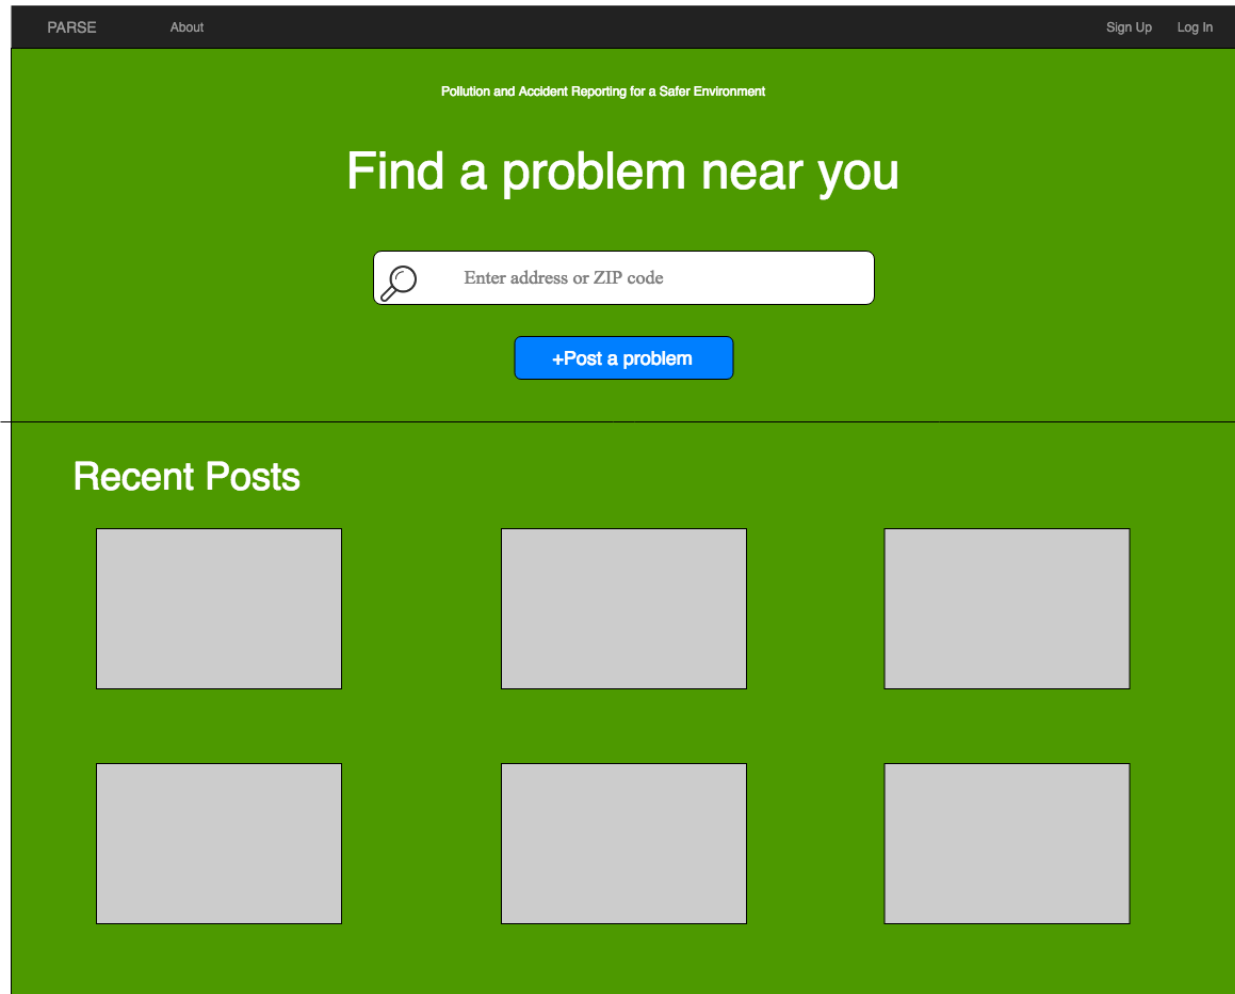 PARSE About Sign Up Log In
Pollution and Accident Reporting for a Safer Environment
Find a problem near you
Enter address or ZIP code
+Post a problem
Recent Posts